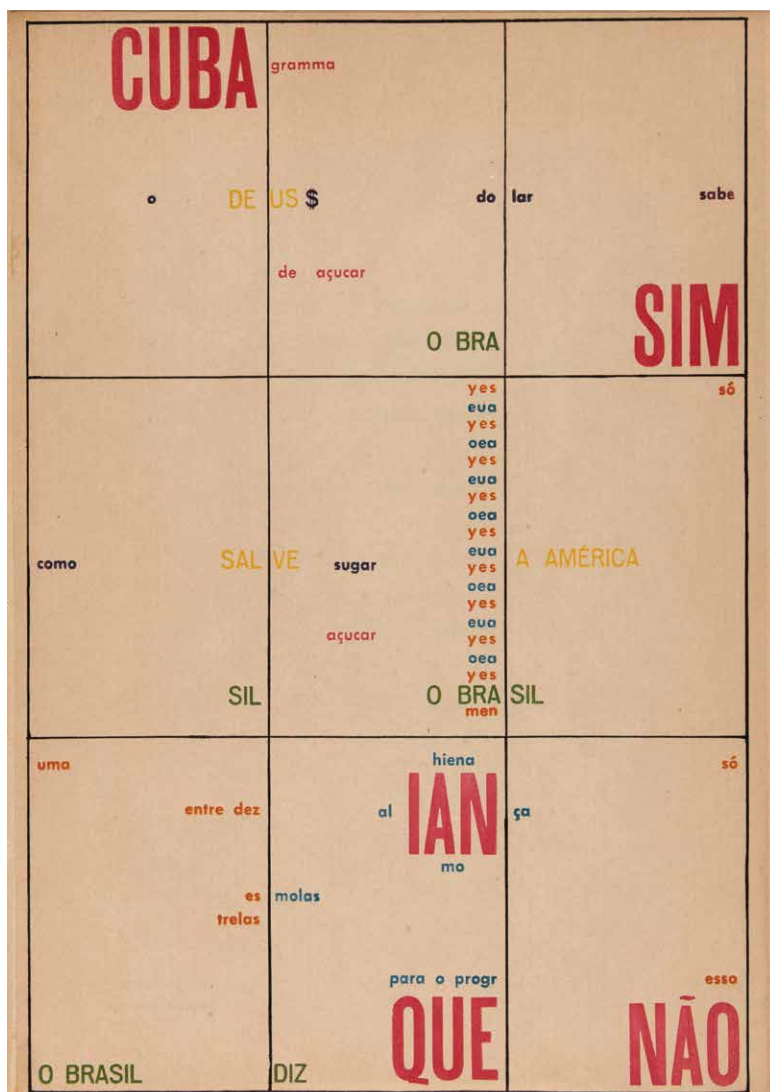 CUBA gramma
o DE US$ do lar sabe
de açucar
SIM
O BRA
yes só
eua
yes
oea
yes
eua
yes
oea
yes
eua
como SAL VE sugar yes A AMÉRICA
oea
yes
eua
açucar yes
oea
yes
SIL O BRA SIL
men
uma hiena só
entre dez al IAN ça
mo
es molas
trelas
para o progr esso
QUE NÃO
O BRASIL DIZ